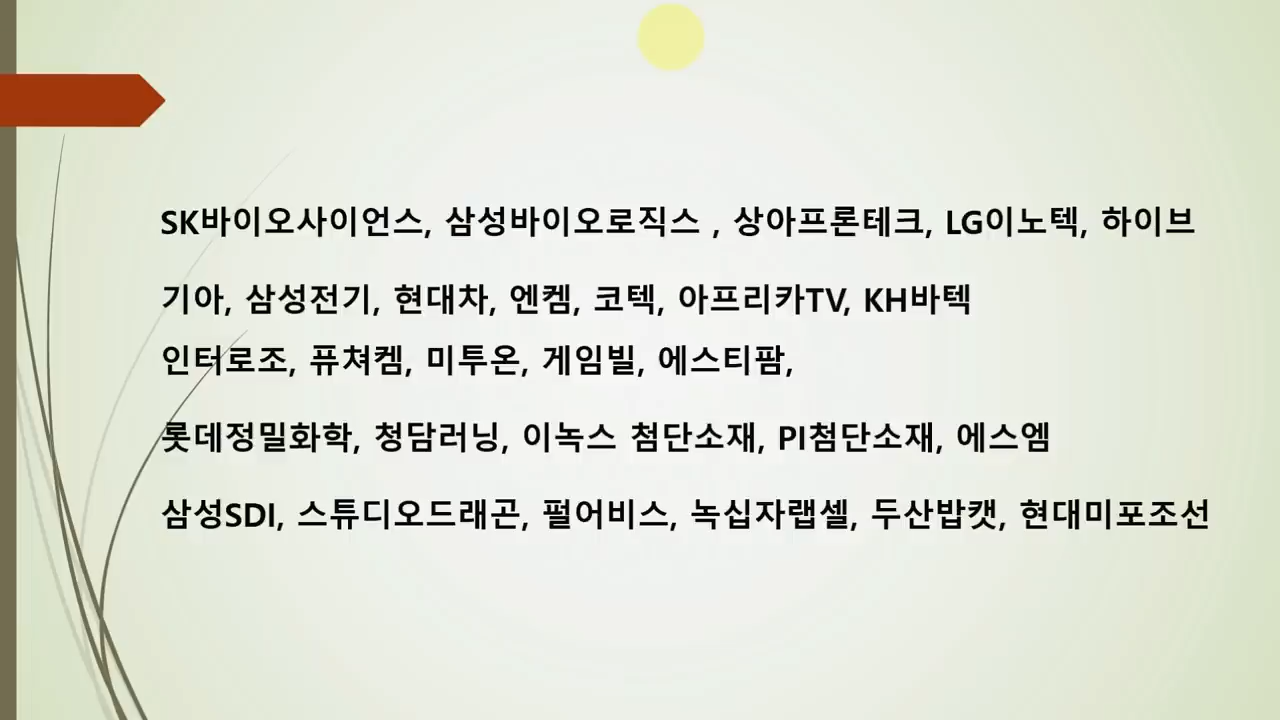 SK바이오사이언스, 삼성바이오로직스 , 상아프론테크, LG이노텍, 하이브
기아, 삼성전기, 현대차, 엔켐, 코텍, 아프리카TV, KH바텍
인터로조, 퓨쳐켐, 미투온, 게임빌, 에스티팜,
롯데정밀화학, 청담러닝, 이녹스 첨단소재, PI첨단소재, 에스엠
삼성SDI, 스튜디오드래곤, 펄어비스, 녹십자랩셀, 두산밥캣, 현대미포조선